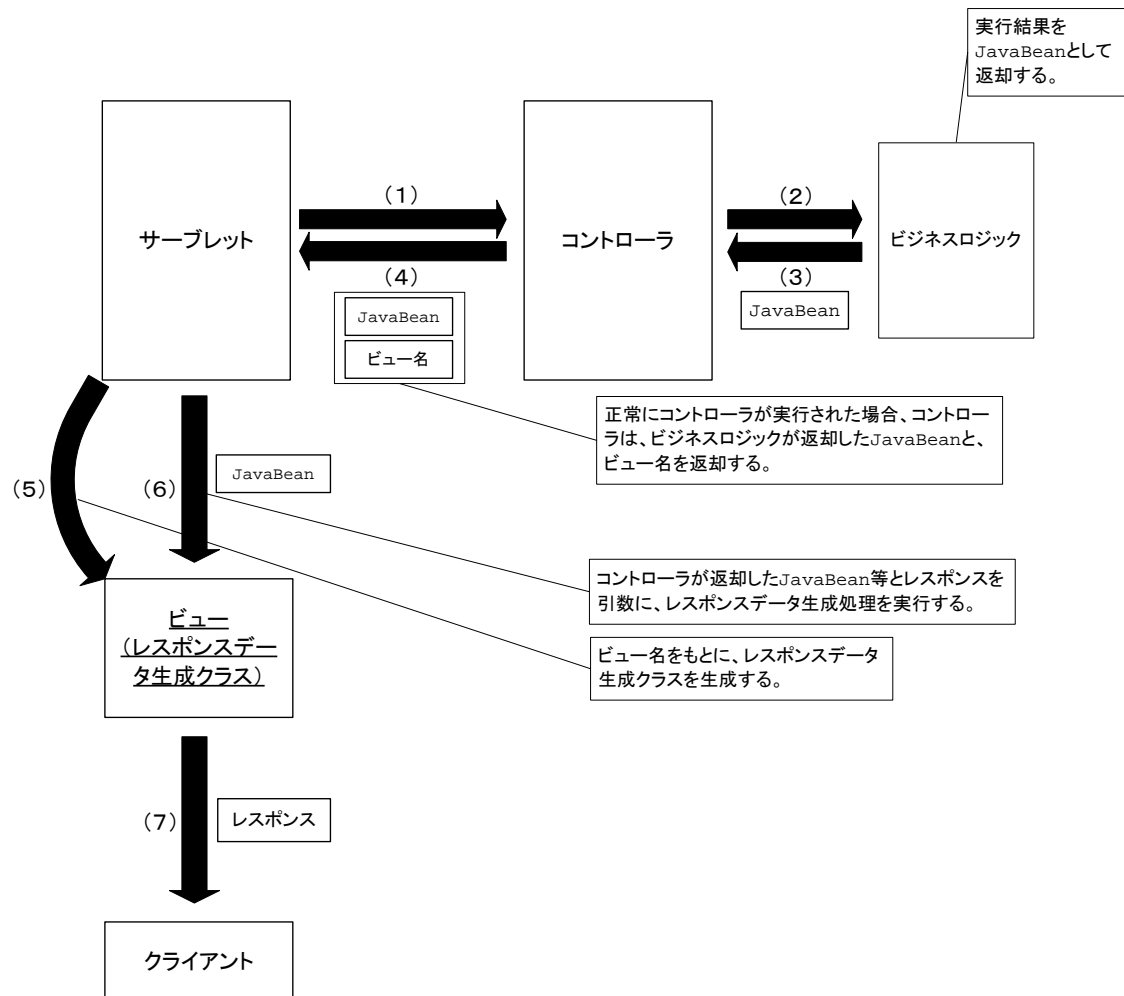 実行結果を
JavaBeanとして
返却する。
サーブレット
(1)
(4)
JavaBean
ビュー名
コントローラ
(2)
(3)
JavaBean
ビジネスロジック
正常にコントローラが実行された場合、コントロー
ラは、ビジネスロジックが返却したJavaBeanと、
ビュー名を返却する。
(5)
(6)
JavaBean
コントローラが返却したJavaBean等とレスポンスを
引数に、レスポンスデータ生成処理を実行する。
ビュー名をもとに、レスポンスデータ
生成クラスを生成する。
ビュー
(レスポンスデー
タ生成クラス)
(7)
レスポンス
クライアント